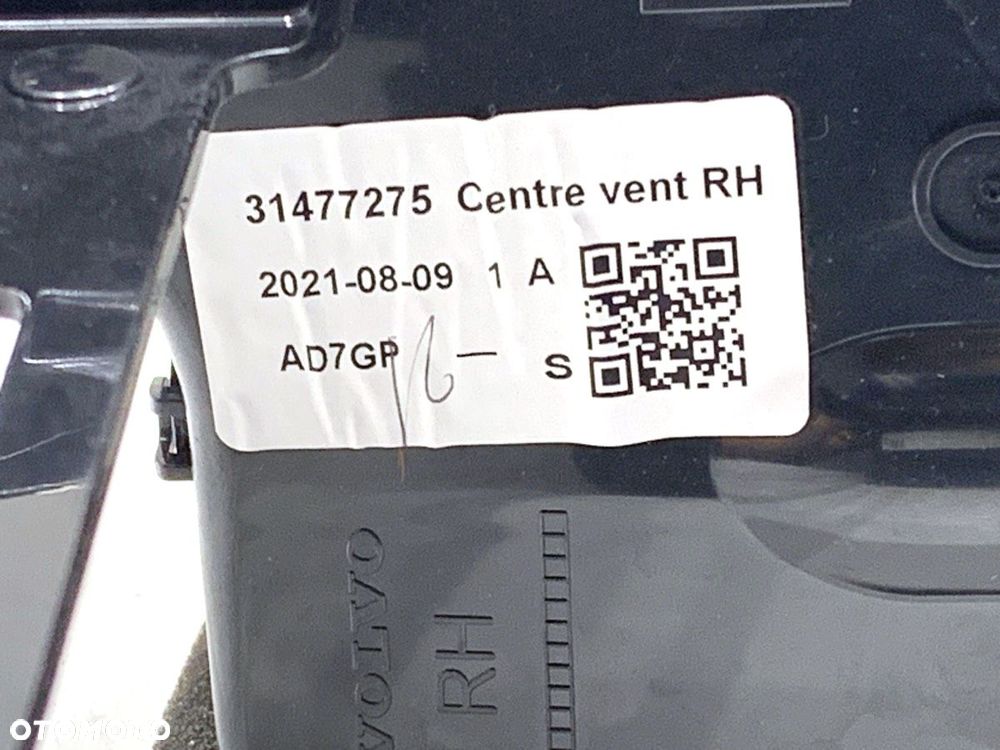 31477275 Centre vent RH
2021-08-09 1 A
AD7GP — S
VOLVO
RH
OTOMOTO